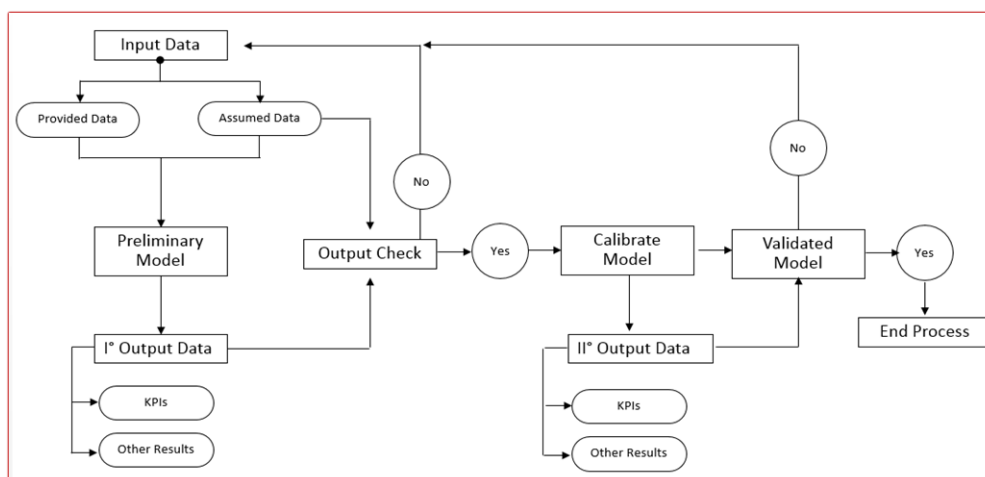 Input Data
Provided Data
Assumed Data
No
No
Preliminary
Model
Output Check
Yes
Calibrate
Model
Validated
Model
Yes
End Process
I° Output Data
II° Output Data
KPIs
KPIs
Other Results
Other Results